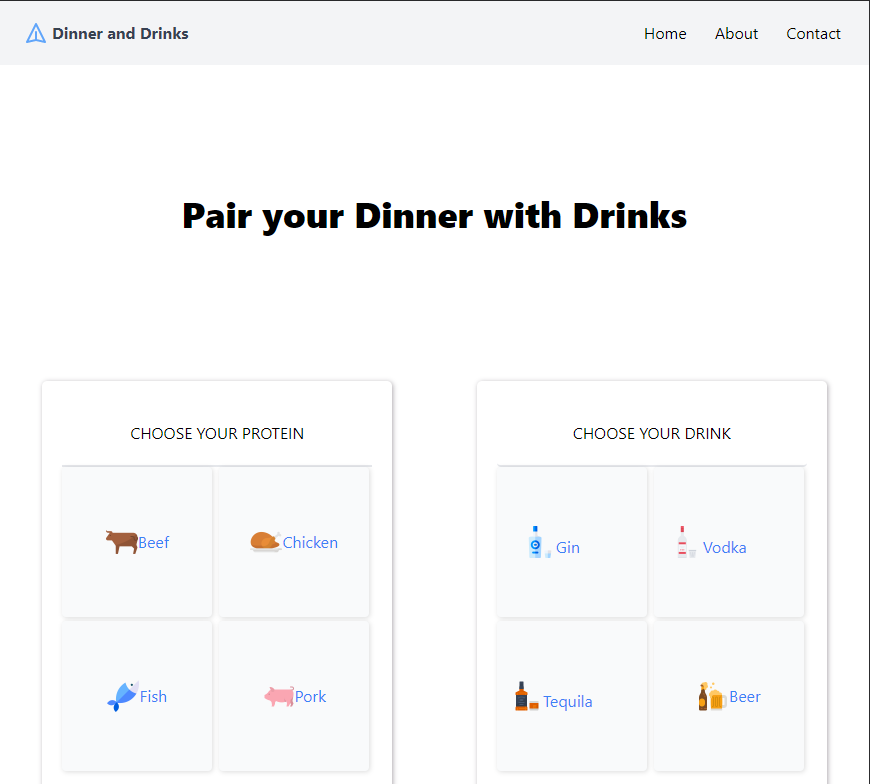 Dinner and Drinks
Home About Contact
Pair your Dinner with Drinks
CHOOSE YOUR PROTEIN
Beef Chicken
Fish Pork
CHOOSE YOUR DRINK
Gin Vodka
Tequila Beer